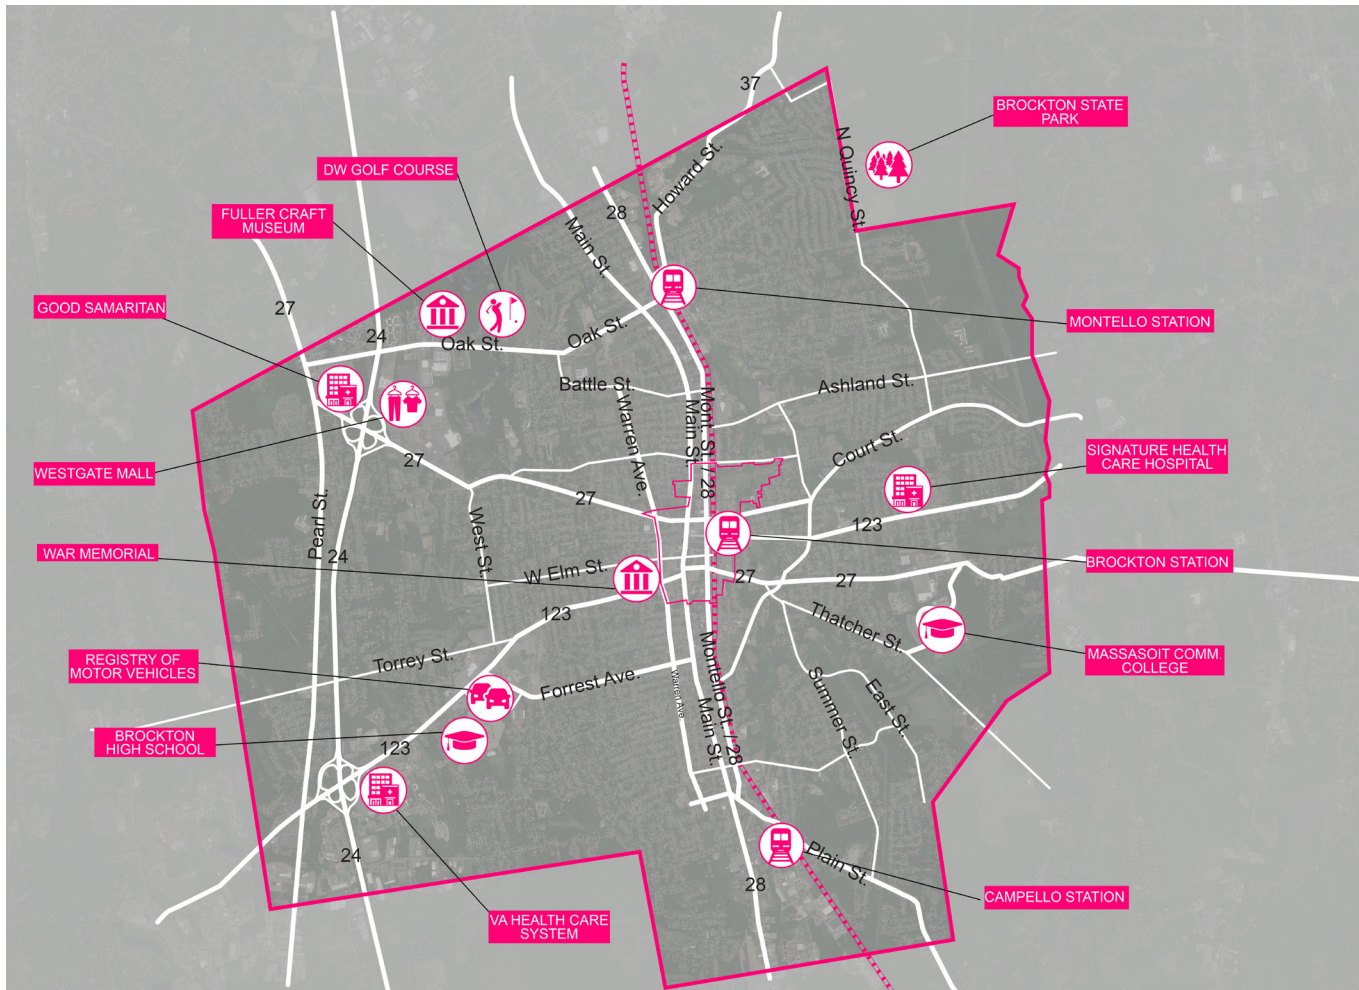 37
BROCKTON STATE
PARK
N Quincy St.
DW GOLF COURSE
Howard St.
28
FULLER CRAFT
MUSEUM
Main St.
GOOD SAMARITAN
27
MONTELLO STATION
24
Oak St.
Oak St.
Battle St.
Ashland St.
Warren Ave.
Main St.
Mont. St. / 28
Court St.
SIGNATURE HEALTH
CARE HOSPITAL
WESTGATE MALL
27
27
Pearl St.
West St.
123
WAR MEMORIAL
24
W Elm St.
27
27
BROCKTON STATION
123
Thatcher St.
REGISTRY OF
MOTOR VEHICLES
Torrey St.
Forrest Ave.
Warren Ave.
Montello St. / 28
Main St.
Summer St.
East St.
MASSASOIT COMM.
COLLEGE
BROCKTON
HIGH SCHOOL
123
24
28
Plain St.
CAMPELLO STATION
VA HEALTH CARE
SYSTEM